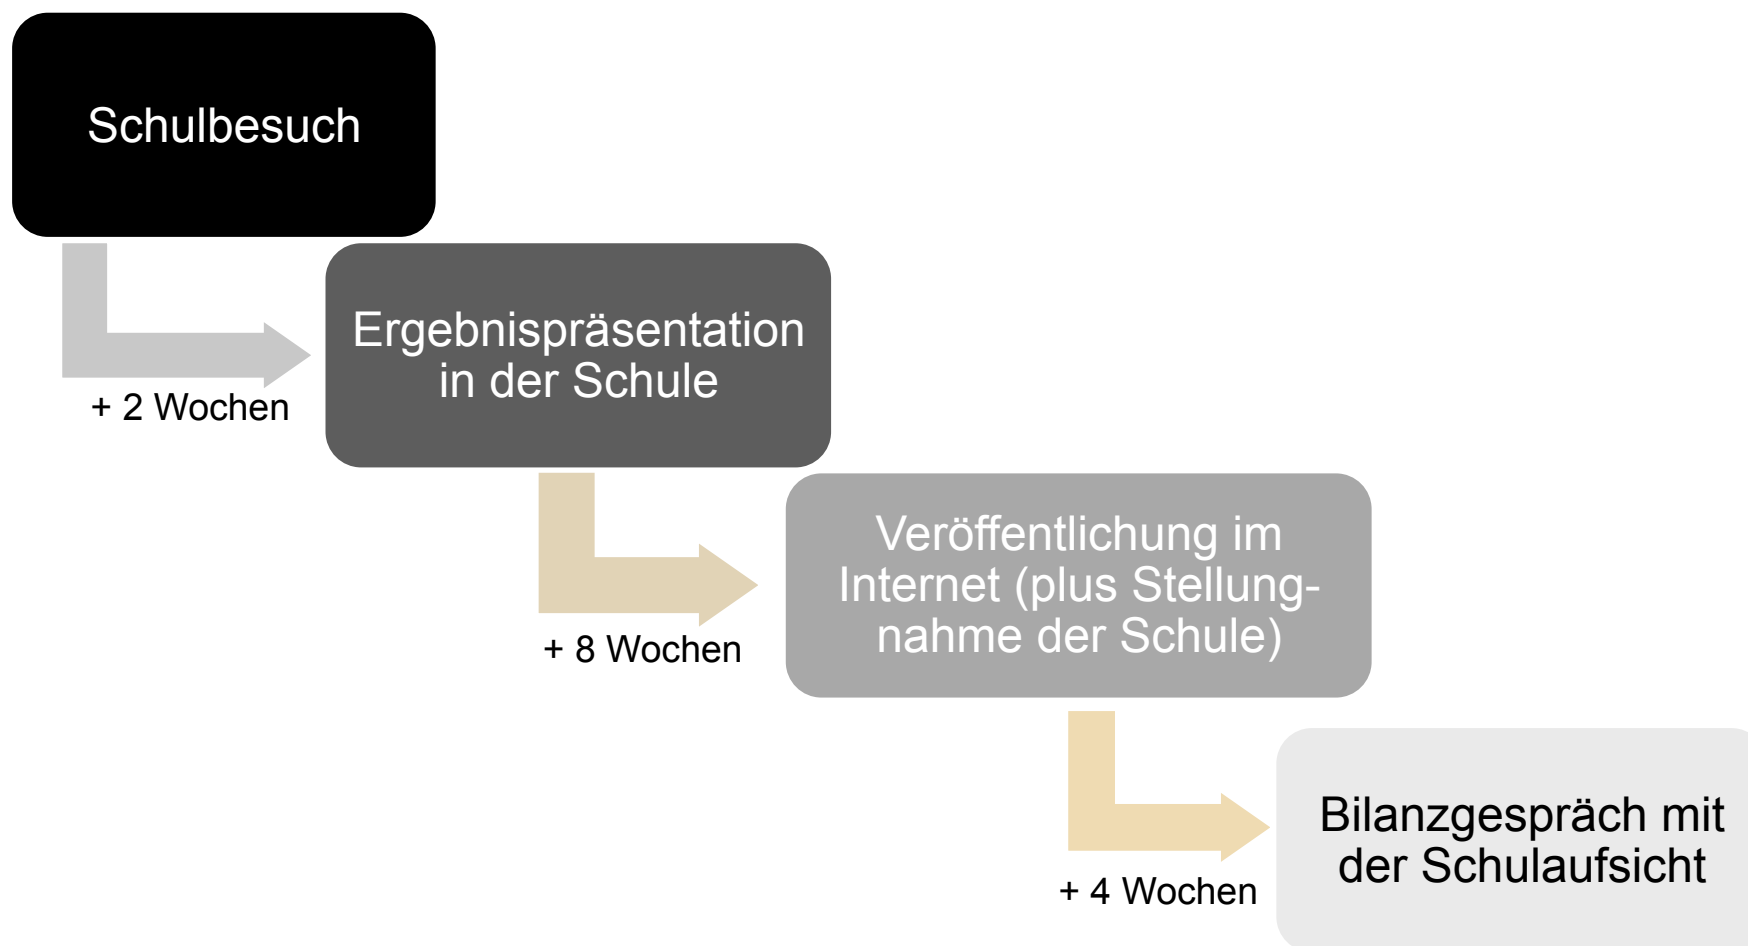 Schulbesuch
+ 2 Wochen
Ergebnispräsentation
in der Schule
+ 8 Wochen
Veröffentlichung im
Internet (plus Stellung-
nahme der Schule)
+ 4 Wochen
Bilanzgespräch mit
der Schulaufsicht